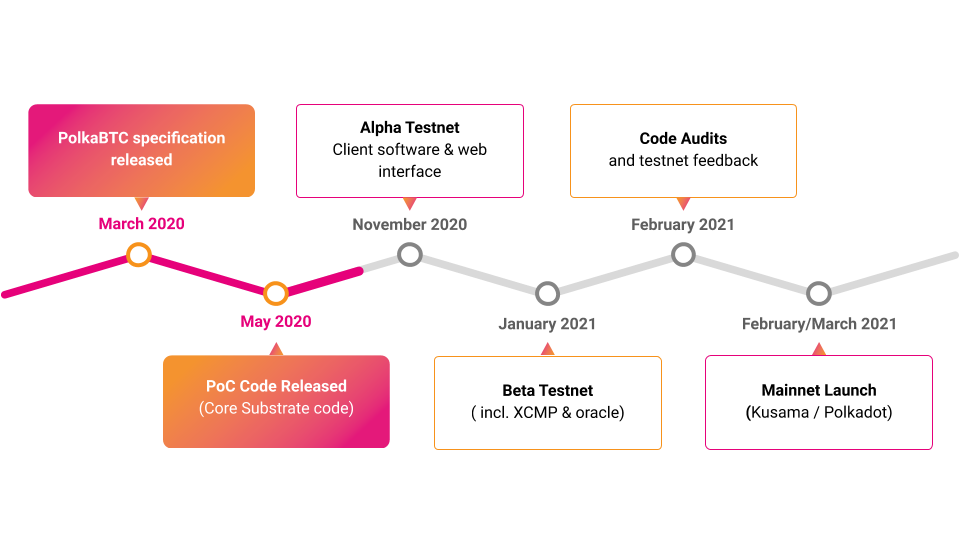 PolkaBTC specification
released
March 2020
Alpha Testnet
Client software & web
interface
November 2020
Code Audits
and testnet feedback
February 2021
May 2020
PoC Code Released
(Core Substrate code)
January 2021
Beta Testnet
( incl. XCMP & oracle)
February/March 2021
Mainnet Launch
(Kusama / Polkadot)